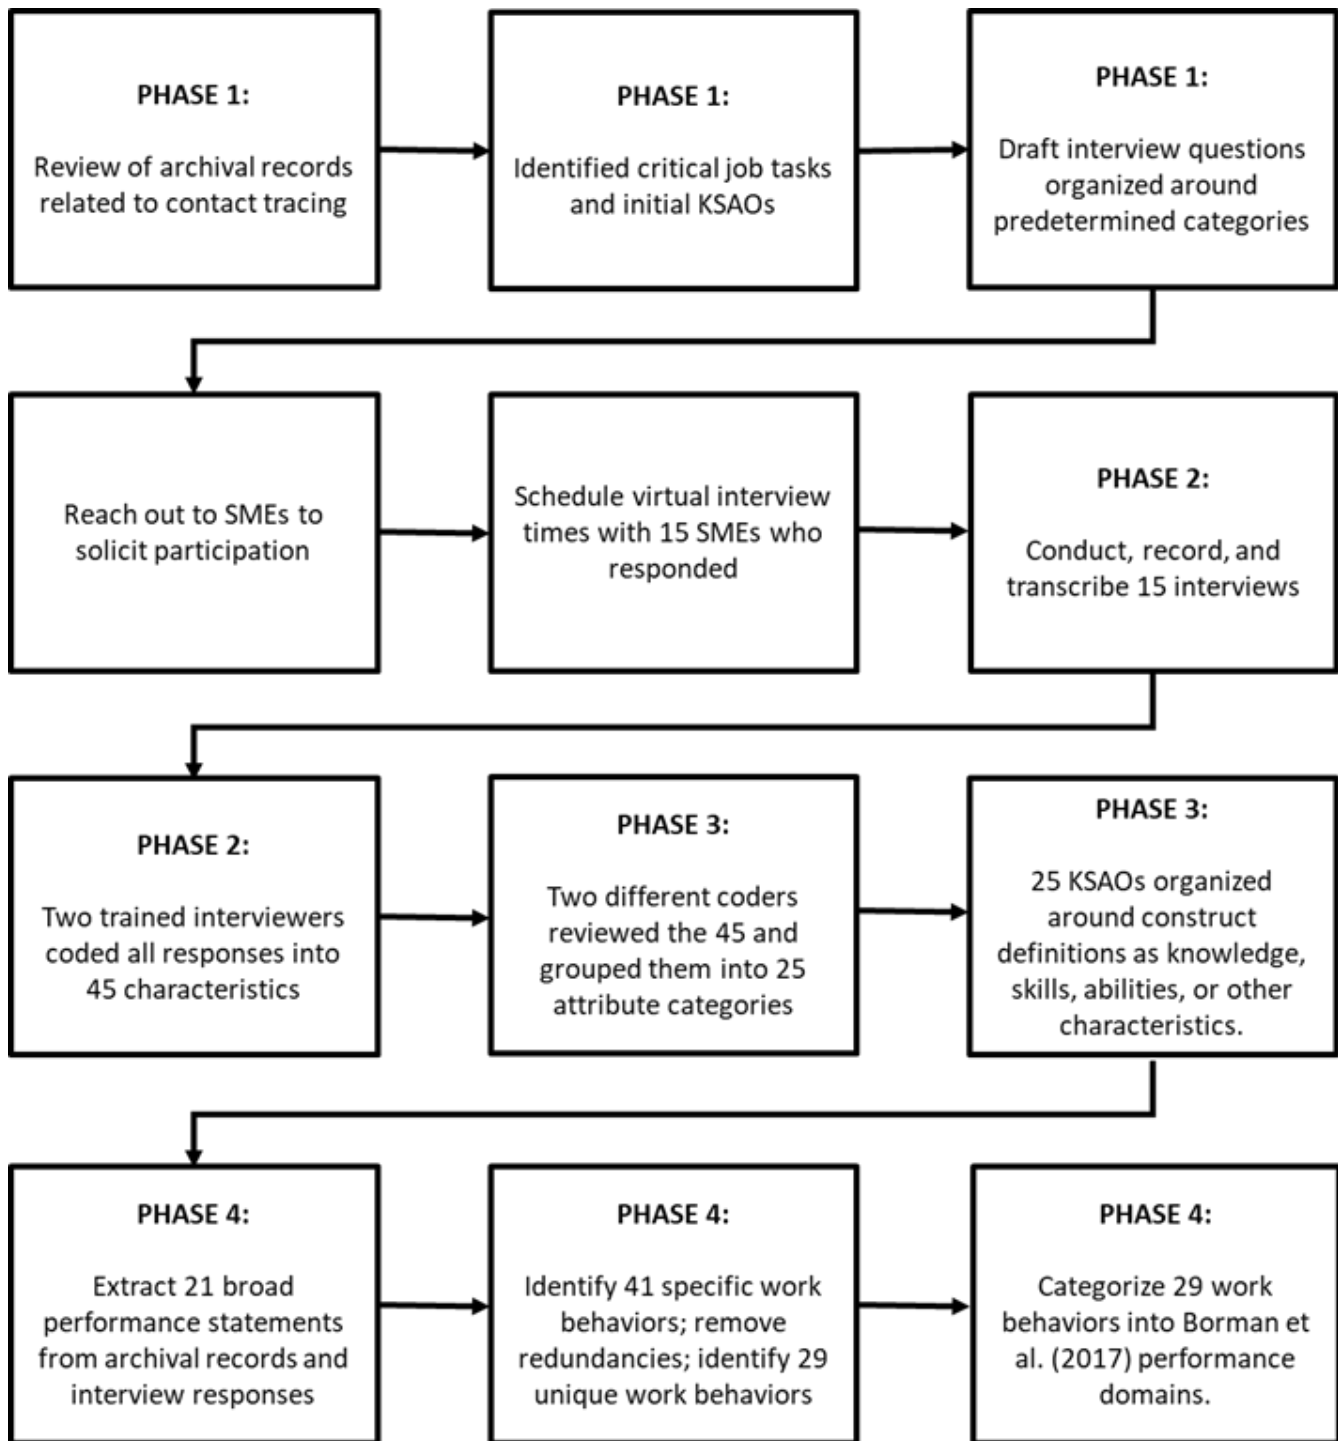 PHASE 1:
Review of archival records
related to contact tracing
PHASE 1:
Identified critical job tasks
and initial KSAOs
PHASE 1:
Draft interview questions
organized around
predetermined categories
Reach out to SMEs to
solicit participation
Schedule virtual interview
times with 15 SMEs who
responded
PHASE 2:
Conduct, record, and
transcribe 15 interviews
PHASE 2:
Two trained interviewers
coded all responses into
45 characteristics
PHASE 3:
Two different coders
reviewed the 45 and
grouped them into 25
attribute categories
PHASE 3:
25 KSAOs organized
around construct
definitions as knowledge,
skills, abilities, or other
characteristics.
PHASE 4:
Extract 21 broad
performance statements
from archival records and
interview responses
PHASE 4:
Identify 41 specific work
behaviors; remove
redundancies; identify 29
unique work behaviors
PHASE 4:
Categorize 29 work
behaviors into Borman et
al. (2017) performance
domains.